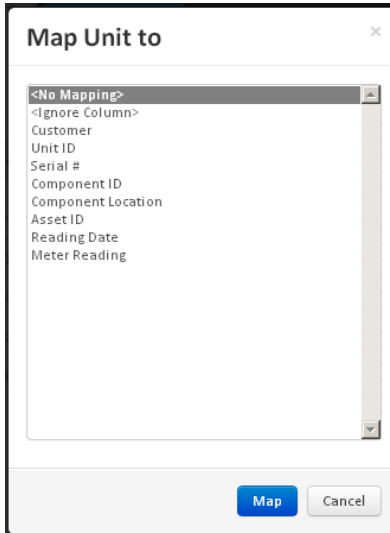 Map Unit to
×
<No Mapping>
<Ignore Column>
Customer
Unit ID
Serial #
Component ID
Component Location
Asset ID
Reading Date
Meter Reading
Map
Cancel